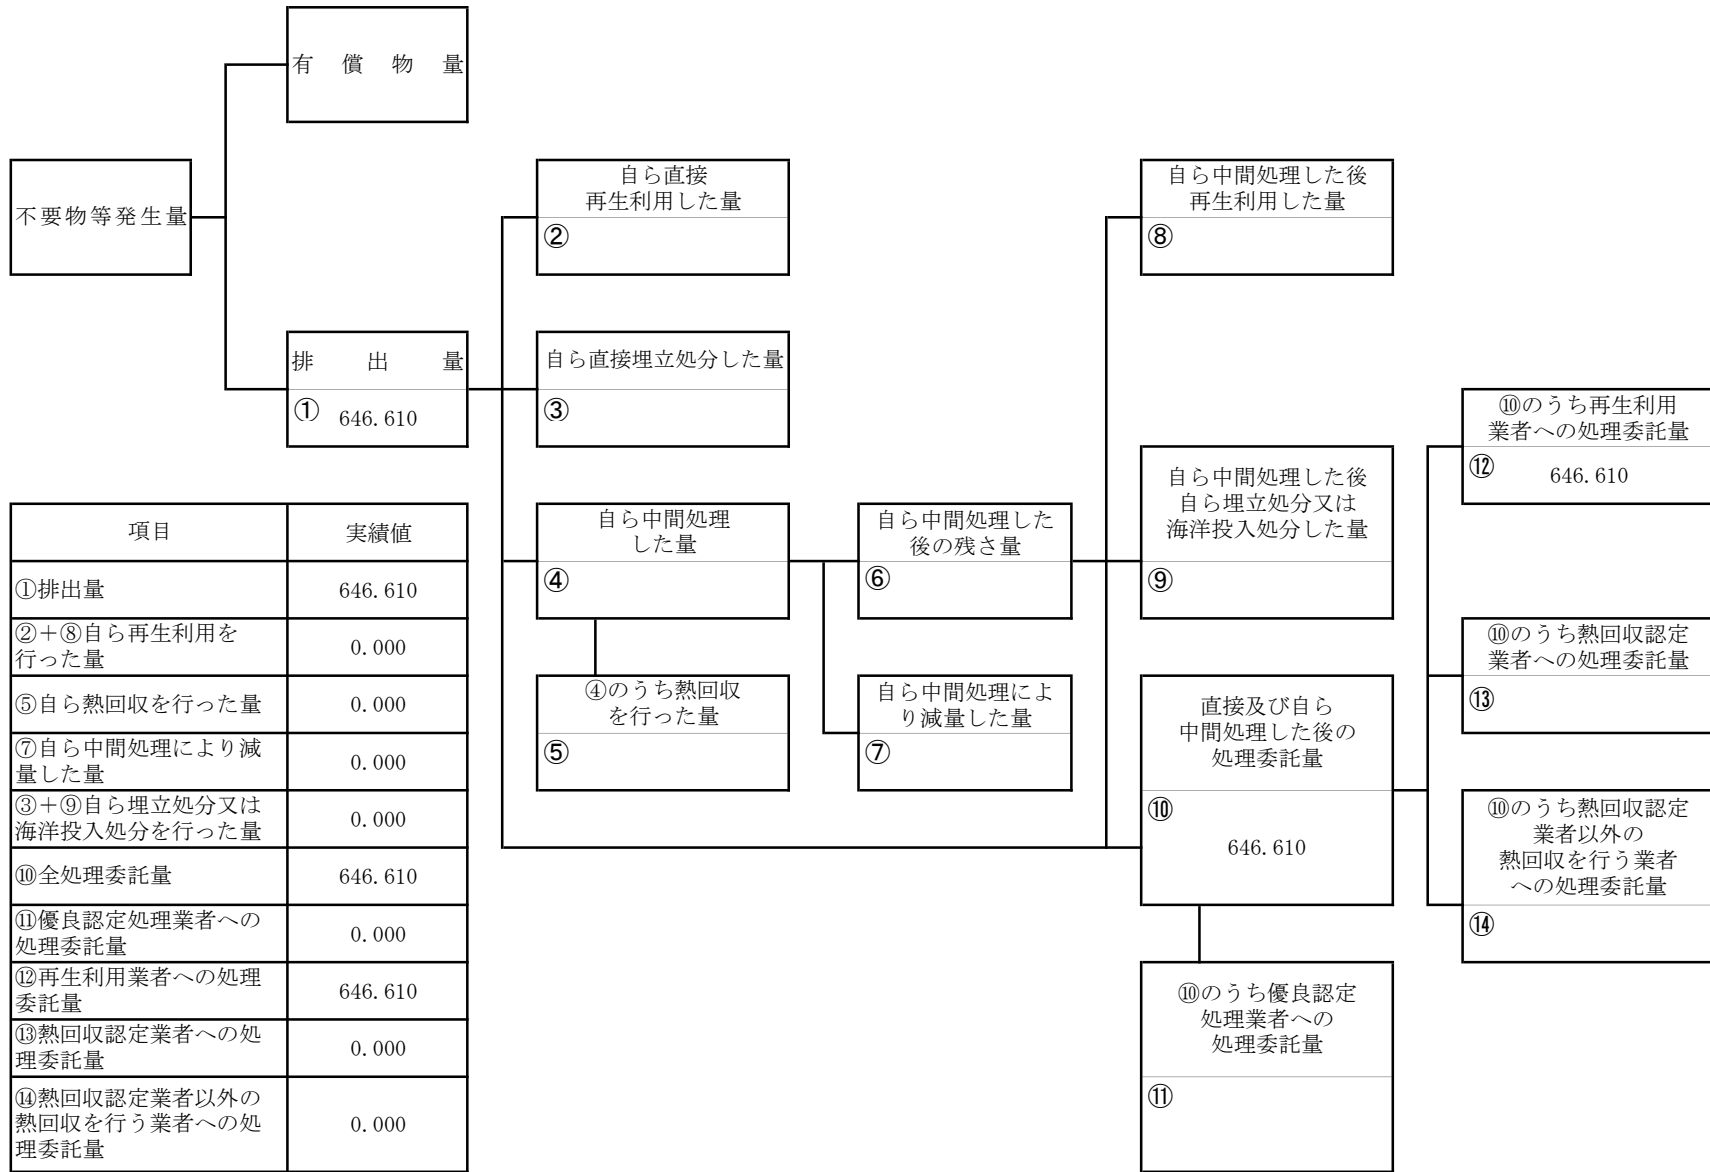 有償物量
不要物等発生量
排出量
① 646.610
自ら直接
再生利用した量
②
自ら直接埋立処分した量
③
自ら中間処理
した量
④
④のうち熱回収
を行った量
⑤
自ら中間処理した
後の残さ量
⑥
自ら中間処理によ
り減量した量
⑦
自ら中間処理した後
再生利用した量
⑧
自ら中間処理した後
自ら埋立処分又は
海洋投入処分した量
⑨
直接及び自ら
中間処理した後の
処理委託量
⑩
646.610
⑩のうち優良認定
処理業者への
処理委託量
⑪
⑩のうち再生利用
業者への処理委託量
⑫ 646.610
⑩のうち熱回収認定
業者への処理委託量
⑬
⑩のうち熱回収認定
業者以外の
熱回収を行う業者
への処理委託量
⑭
項目 実績値
①排出量 646.610
②＋⑧自ら再生利用を
行った量 0.000
⑤自ら熱回収を行った量 0.000
⑦自ら中間処理により減
量した量 0.000
③＋⑨自ら埋立処分又は
海洋投入処分を行った量 0.000
⑩全処理委託量 646.610
⑪優良認定処理業者への
処理委託量 0.000
⑫再生利用業者への処理
委託量 646.610
⑬熱回収認定業者への処
理委託量 0.000
⑭熱回収認定業者以外の
熱回収を行う業者への処
理委託量 0.000